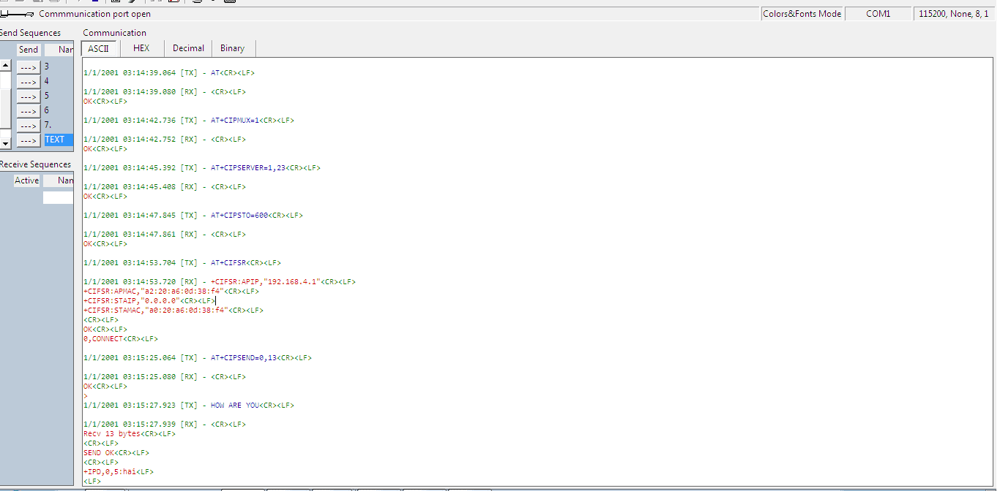 Commmunication port open
Colors&Fonts Mode
COM1
115200, None, 8, 1
Send Sequences
Communication
Send
Nar
ASCII
HEX
Decimal
Binary
---> 3
---> 4
---> 5
---> 6
---> 7.
---> TEXT
Receive Sequences
Active
Nan
1/1/2001 03:14:39.064 [TX] - AT<CR><LF>
1/1/2001 03:14:39.080 [RX] - <CR><LF>
OK<CR><LF>
1/1/2001 03:14:42.736 [TX] - AT+CIPMUX=1<CR><LF>
1/1/2001 03:14:42.752 [RX] - <CR><LF>
OK<CR><LF>
1/1/2001 03:14:45.392 [TX] - AT+CIPSERVER=1,23<CR><LF>
1/1/2001 03:14:45.408 [RX] - <CR><LF>
OK<CR><LF>
1/1/2001 03:14:47.845 [TX] - AT+CIPSTO=600<CR><LF>
1/1/2001 03:14:47.861 [RX] - <CR><LF>
OK<CR><LF>
1/1/2001 03:14:53.704 [TX] - AT+CIFSR<CR><LF>
1/1/2001 03:14:53.720 [RX] - +CIFSR:APIP,"192.168.4.1"<CR><LF>
+CIFSR:APMAC,"a2:20:a6:0d:38:f4"<CR><LF>
+CIFSR:STAIP,"0.0.0.0"<CR><LF>
+CIFSR:STAMAC,"a0:20:a6:0d:38:f4"<CR><LF>
<CR><LF>
OK<CR><LF>
0,CONNECT<CR><LF>
1/1/2001 03:15:25.064 [TX] - AT+CIPSEND=0,13<CR><LF>
1/1/2001 03:15:25.080 [RX] - <CR><LF>
OK<CR><LF>
>
1/1/2001 03:15:27.923 [TX] - HOW ARE YOU<CR><LF>
1/1/2001 03:15:27.939 [RX] - <CR><LF>
Recv 13 bytes<CR><LF>
<CR><LF>
SEND OK<CR><LF>
<CR><LF>
+IPD,0,5:hai<LF>
<LF>